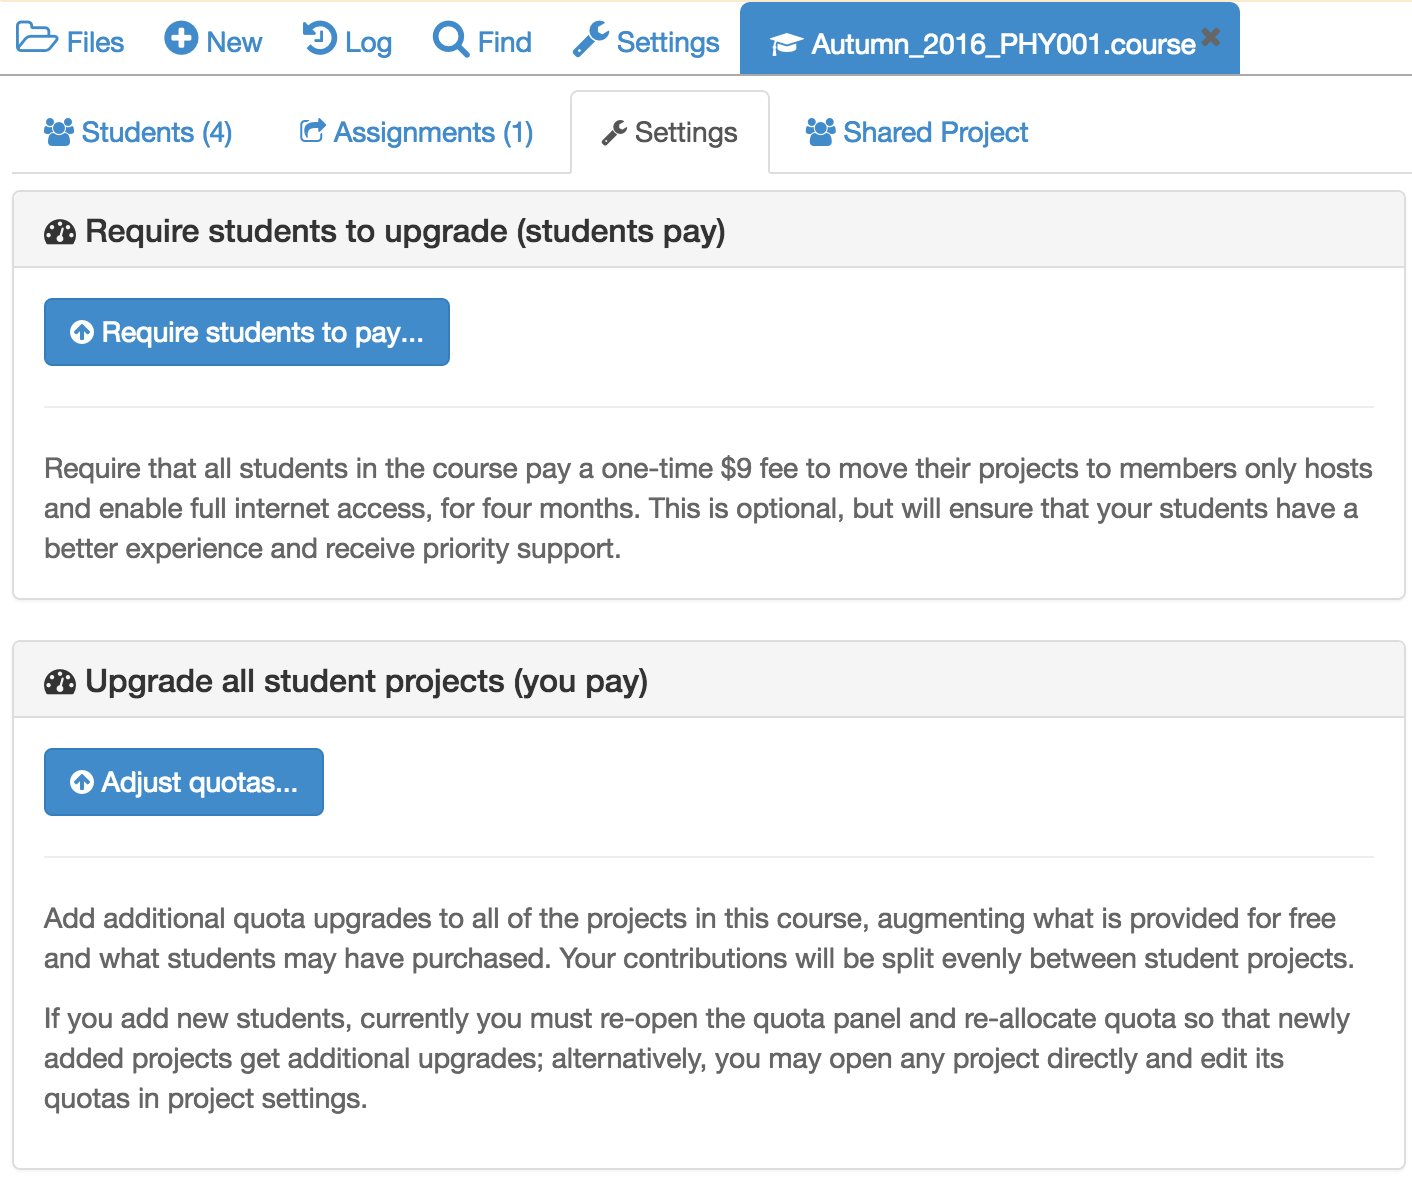 Files New Log Find Settings Autumn_2016_PHY001.course
Students (4) Assignments (1) Settings Shared Project
Require students to upgrade (students pay)
Require students to pay...
Require that all students in the course pay a one-time $9 fee to move their projects to members only hosts
and enable full internet access, for four months. This is optional, but will ensure that your students have a
better experience and receive priority support.
Upgrade all student projects (you pay)
Adjust quotas...
Add additional quota upgrades to all of the projects in this course, augmenting what is provided for free
and what students may have purchased. Your contributions will be split evenly between student projects.
If you add new students, currently you must re-open the quota panel and re-allocate quota so that newly
added projects get additional upgrades; alternatively, you may open any project directly and edit its
quotas in project settings.